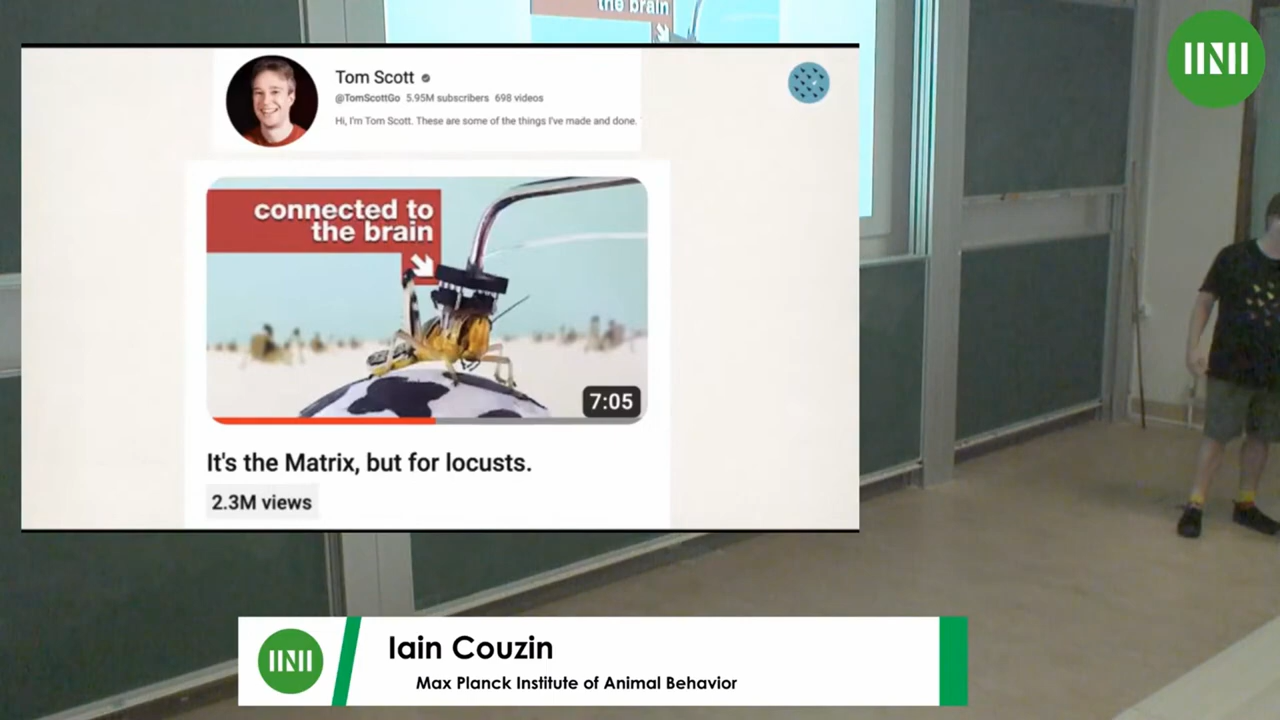 the brain
IINII
Tom Scott
@TomScottGo 5.95M subscribers 698 videos
Hi, I'm Tom Scott. These are some of the things I've made and done.
connected to
the brain
7:05
It's the Matrix, but for locusts.
2.3M views
IINII
Iain Couzin
Max Planck Institute of Animal Behavior